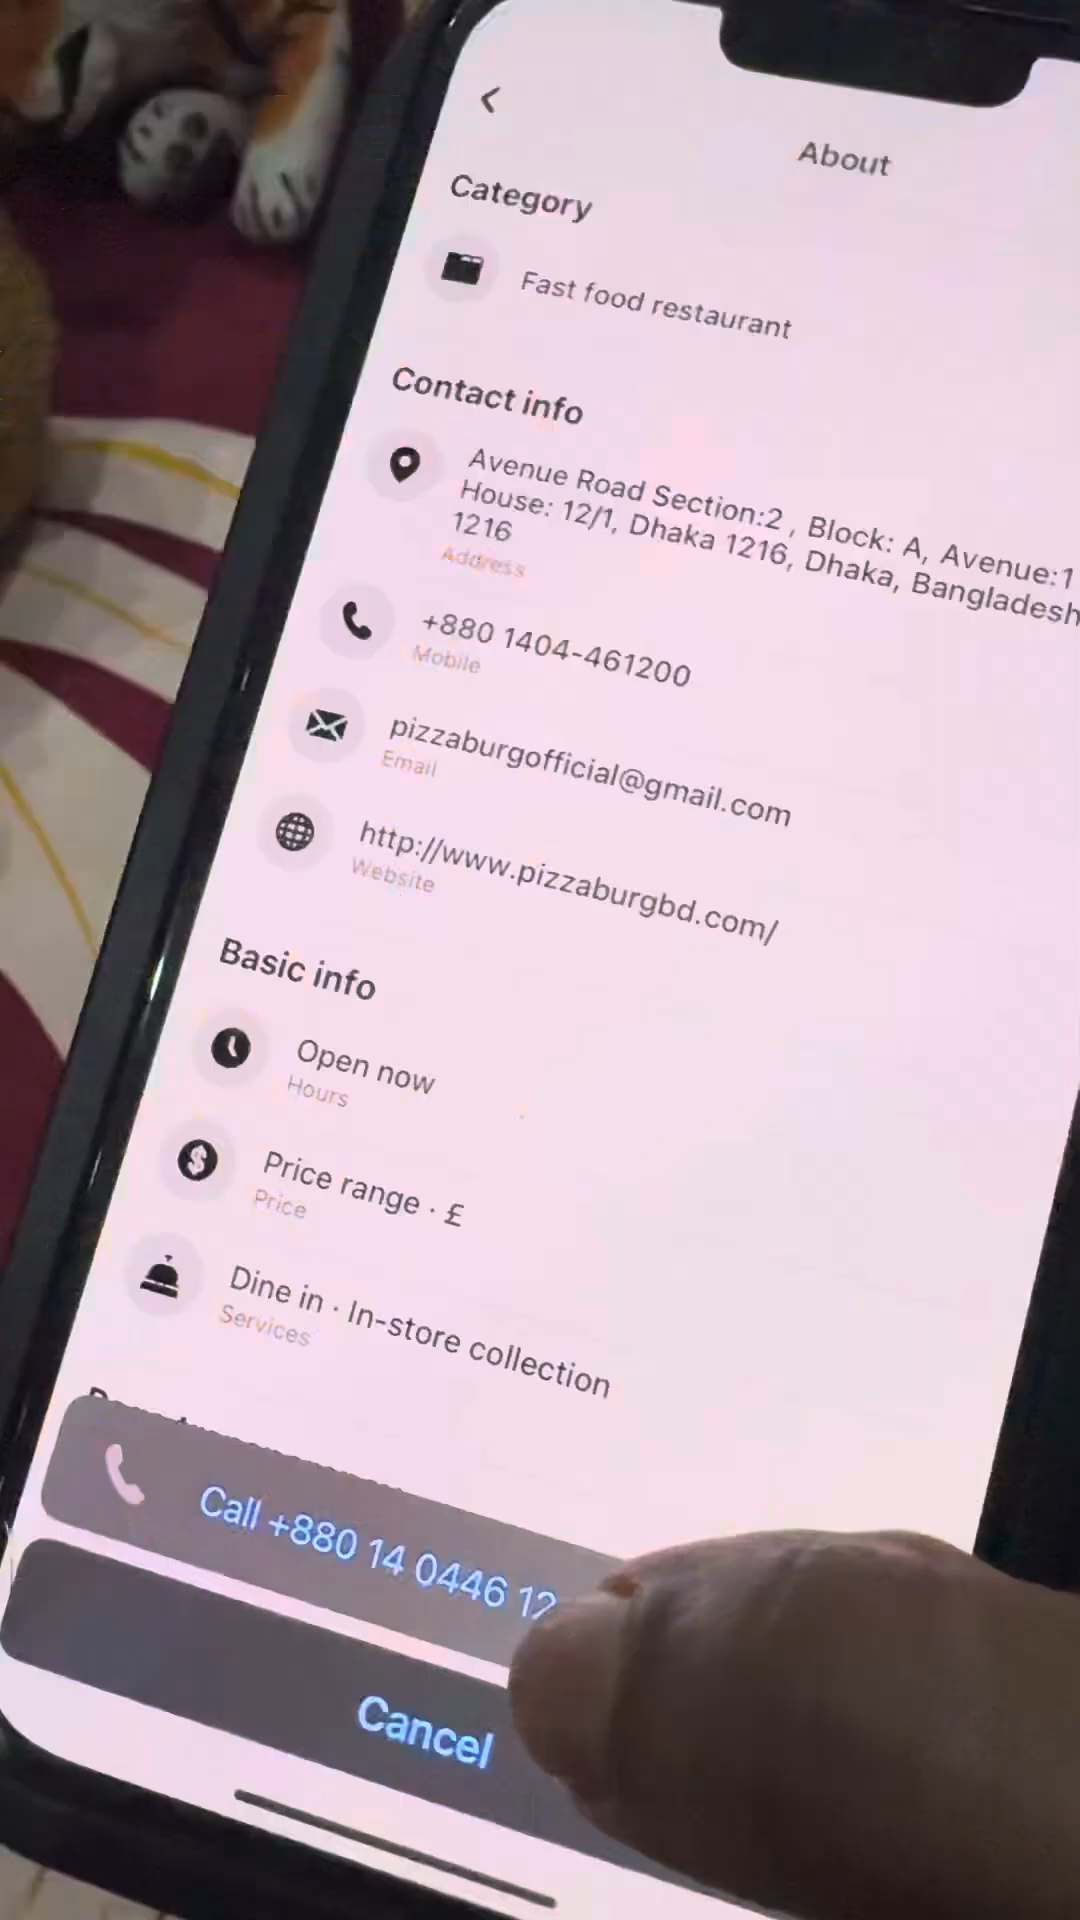 About
Category
Fast food restaurant
Contact info
Avenue Road Section:2 , Block: A, Avenue:1
House: 12/1, Dhaka 1216, Dhaka, Bangladesh
1216
Address
+880 1404-461200
Mobile
pizzaburgofficial@gmail.com
Email
http://www.pizzaburgbd.com/
Website
Basic info
Open now
Hours
Price range · £
Price
Dine in · In-store collection
Services
Call +880 14 0446 12
Cancel